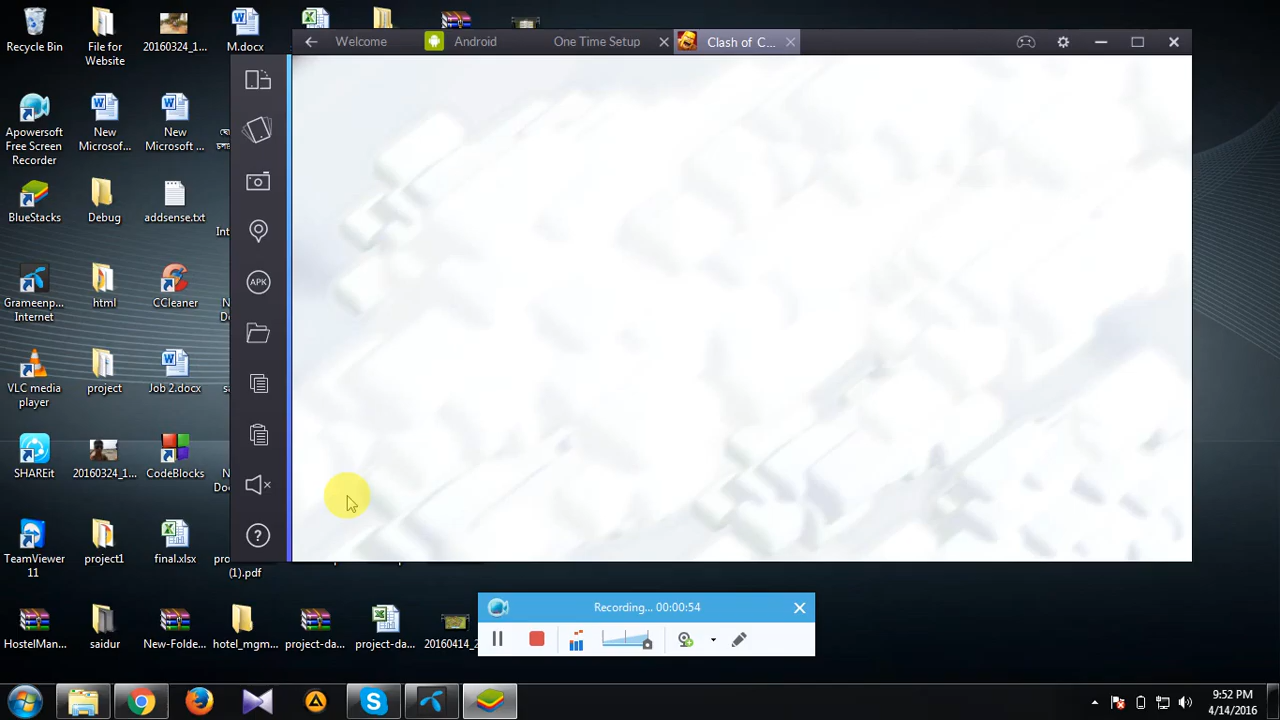 Welcome
Android
One Time Setup
Clash of C...
Recycle Bin
File for
Website
20160324_1...
M.docx
Apowersoft
Free Screen
Recorder
New
Microsof...
New
Microsoft ...
BlueStacks
Debug
addsense.txt
Int
APK
Grameenp...
Internet
html
CCleaner
VLC media
player
project
Job 2.docx
SHAREit
20160324_1...
CodeBlocks
TeamViewer
11
project1
final.xlsx
(1).pdf
?
HostelMan...
saidur
New-Folde...
hotel_mgm...
project-da...
project-da...
20160414_2
Recording... 00:00:54
9:52 PM
4/14/2016